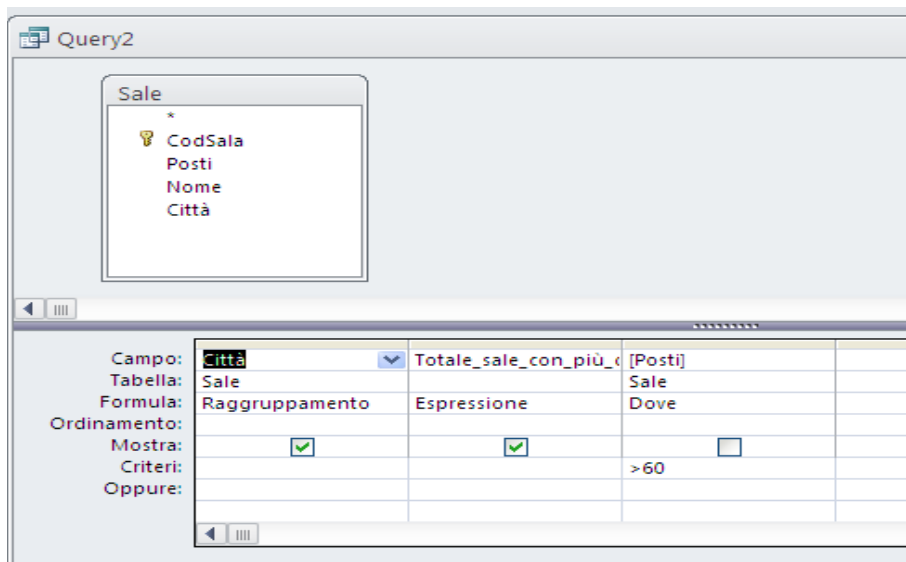 Query2
Sale
*
CodSala
Posti
Nome
Città
Campo: Città Totale_sale_con_più_ [Posti]
Tabella: Sale Sale
Formula: Raggruppamento Espressione Dove
Ordinamento:
Mostra:
Criteri: >60
Oppure: